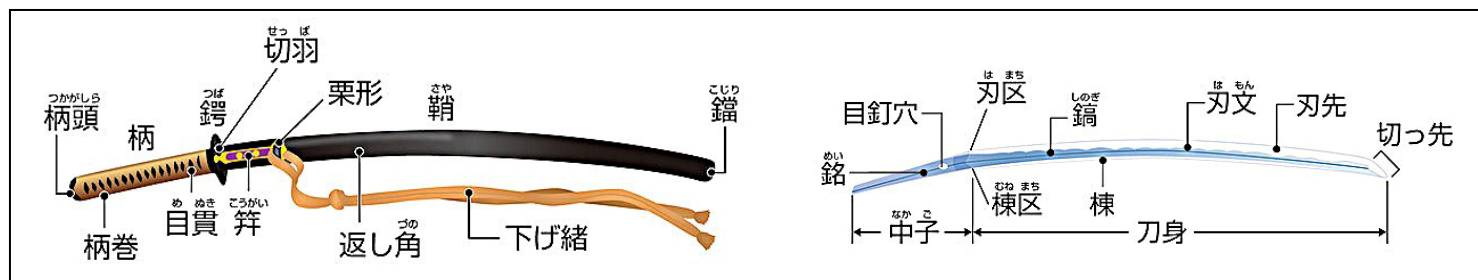 切羽
せっぱ
柄頭
つかがしら
柄
鍔
つば
栗形
鞘
さや
鐺
こじり
目貫
めぬき
笄
こうがい
柄巻
返し角
づの
下げ緒
目釘穴
刃区
はまち
鎬
しのぎ
刃文
はもん
刃先
切っ先
銘
めい
棟区
むねまち
棟
中子
なかご
刀身